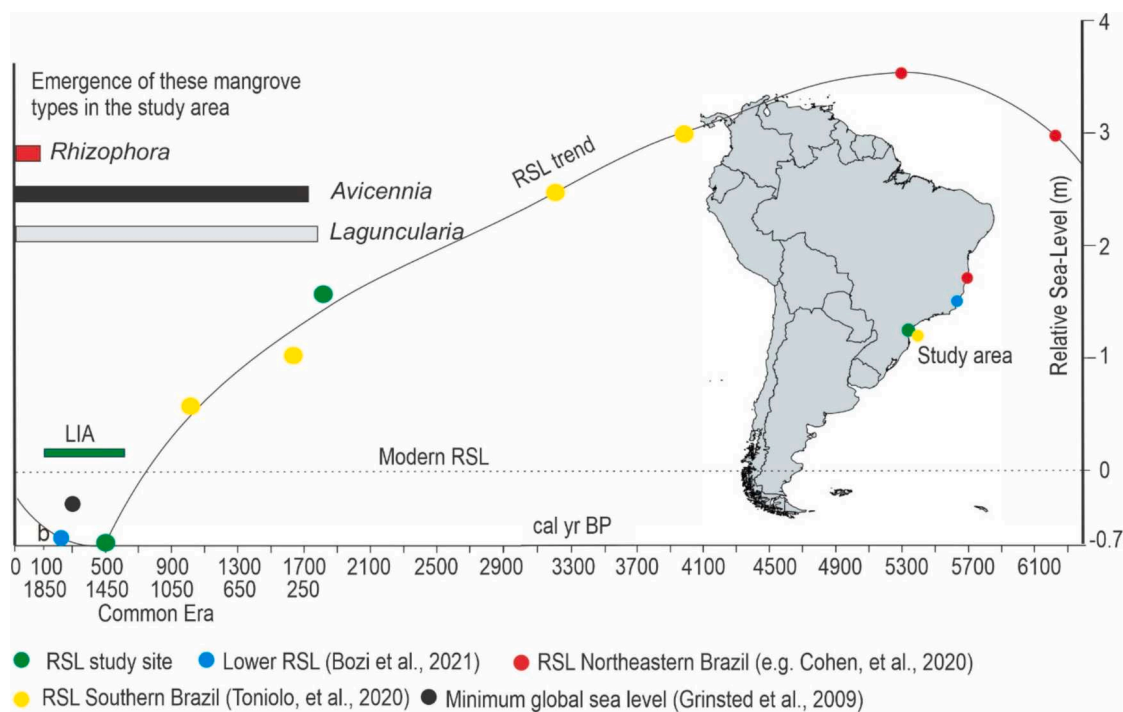 Emergence of these mangrove
types in the study area
Rhizophora
Avicennia
Laguncularia
RSL trend
4
3
2
1
0
-0.7
Relative Sea-Level (m)
Study area
LIA
Modern RSL
b
cal yr BP
0 100 500 900 1300 1700 2100 2500 2900 3300 3700 4100 4500 4900 5300 5700 6100
1850 1450 1050 650 250
Common Era
RSL study site Lower RSL (Bozi et al., 2021) RSL Northeastern Brazil (e.g. Cohen, et al., 2020)
RSL Southern Brazil (Toniolo, et al., 2020) Minimum global sea level (Grinsted et al., 2009)